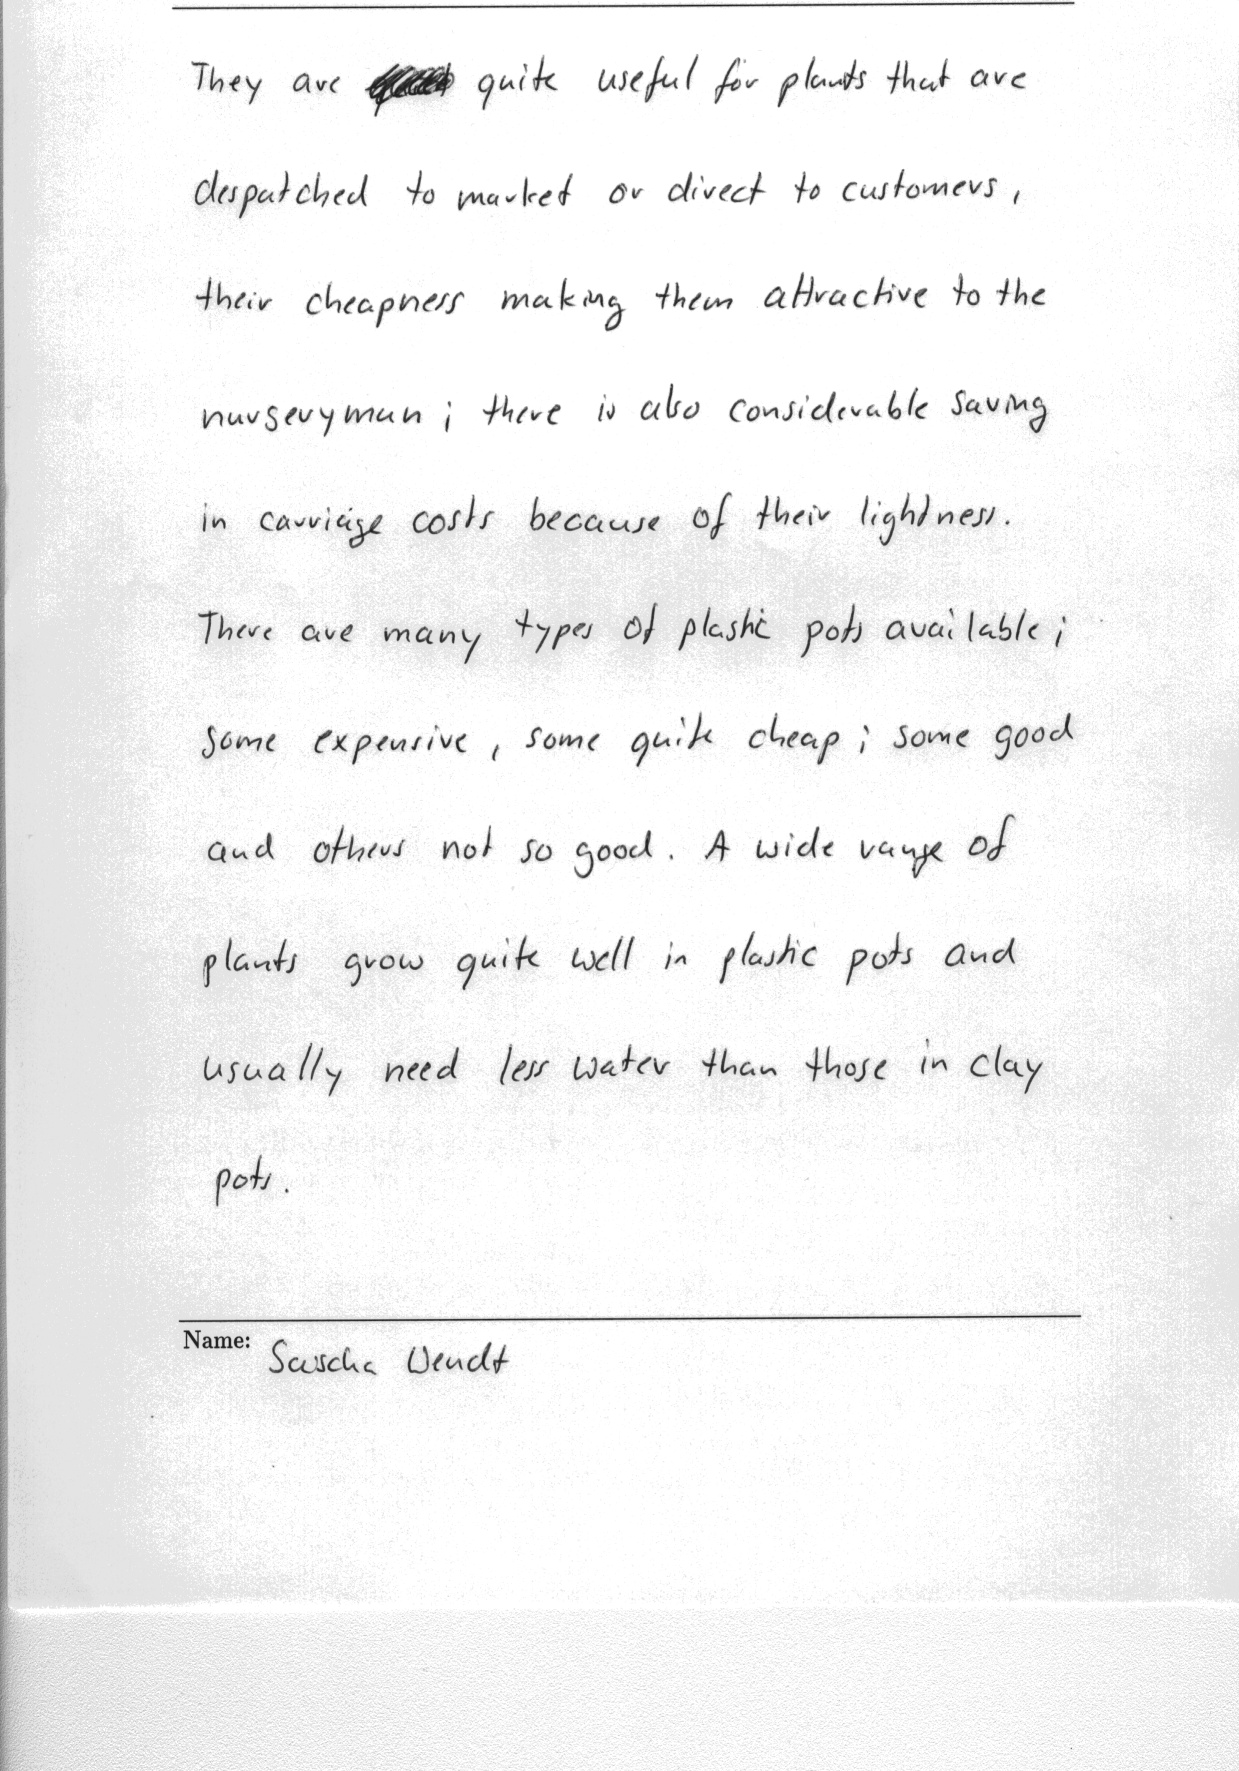 They are quite useful for plants that are
despatched to market or direct to customers,
their cheapness making them attractive to the
nurseryman; there is also considerable saving
in carriage costs because of their lightness.
There are many types of plastic pots available;
some expensive, some quite cheap; some good
and others not so good. A wide range of
plants grow quite well in plastic pots and
usually need less water than those in clay
pots.
Name: Sascha Wendt